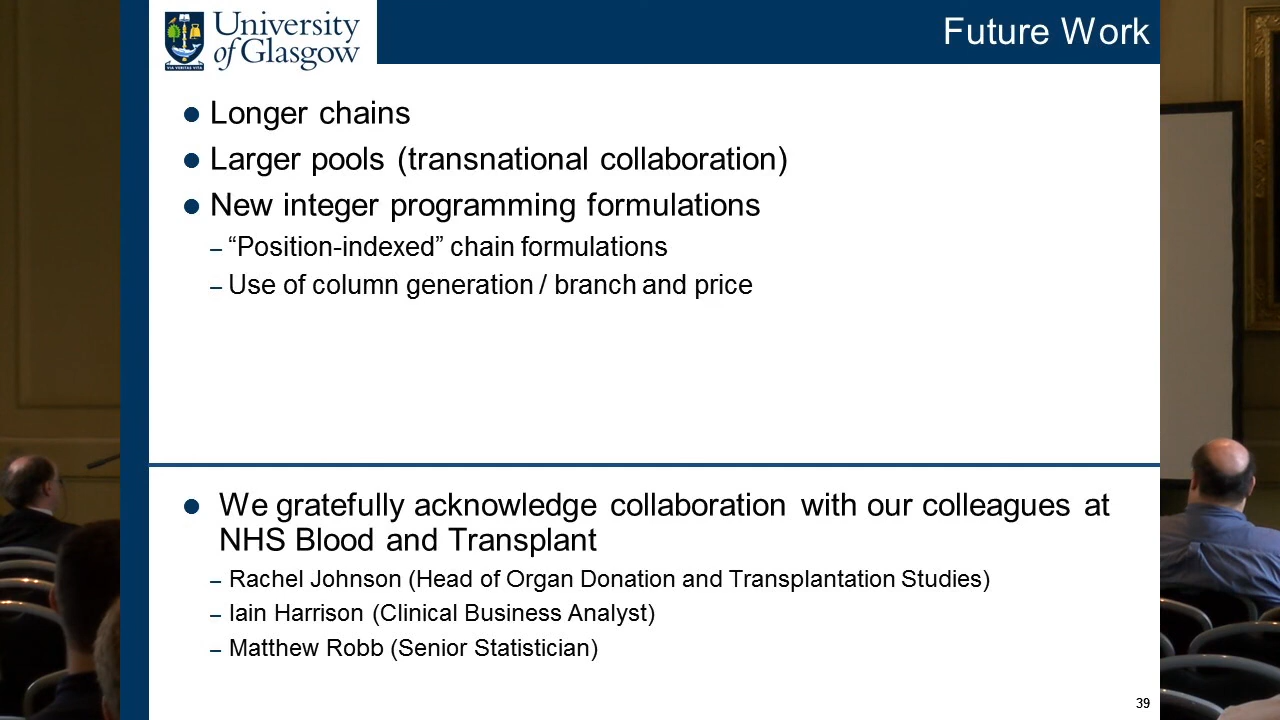 University
of Glasgow
VIA VERITAS VITA
Future Work
Longer chains
Larger pools (transnational collaboration)
New integer programming formulations
– “Position-indexed” chain formulations
– Use of column generation / branch and price
We gratefully acknowledge collaboration with our colleagues at
NHS Blood and Transplant
– Rachel Johnson (Head of Organ Donation and Transplantation Studies)
– Iain Harrison (Clinical Business Analyst)
– Matthew Robb (Senior Statistician)
39